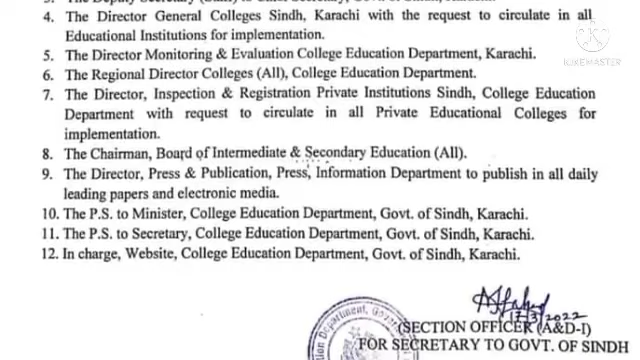 4. The Director General Colleges Sindh, Karachi with the request to circulate in all
Educational Institutions for implementation.
5. The Director Monitoring & Evaluation College Education Department, Karachi.
6. The Regional Director Colleges (All), College Education Department.
7. The Director, Inspection & Registration Private Institutions Sindh, College Education
Department with request to circulate in all Private Educational Colleges for
implementation.
8. The Chairman, Board of Intermediate & Secondary Education (All).
9. The Director, Press & Publication, Press, Information Department to publish in all daily
leading papers and electronic media.
10. The P.S. to Minister, College Education Department, Govt. of Sindh, Karachi.
11. The P.S. to Secretary, College Education Department, Govt. of Sindh, Karachi.
12. In charge, Website, College Education Department, Govt. of Sindh, Karachi.
17/3/2022
(SECTION OFFICER (A&D-I)
FOR SECRETARY TO GOVT. OF SINDH
Department, Govern
KINEMASTER